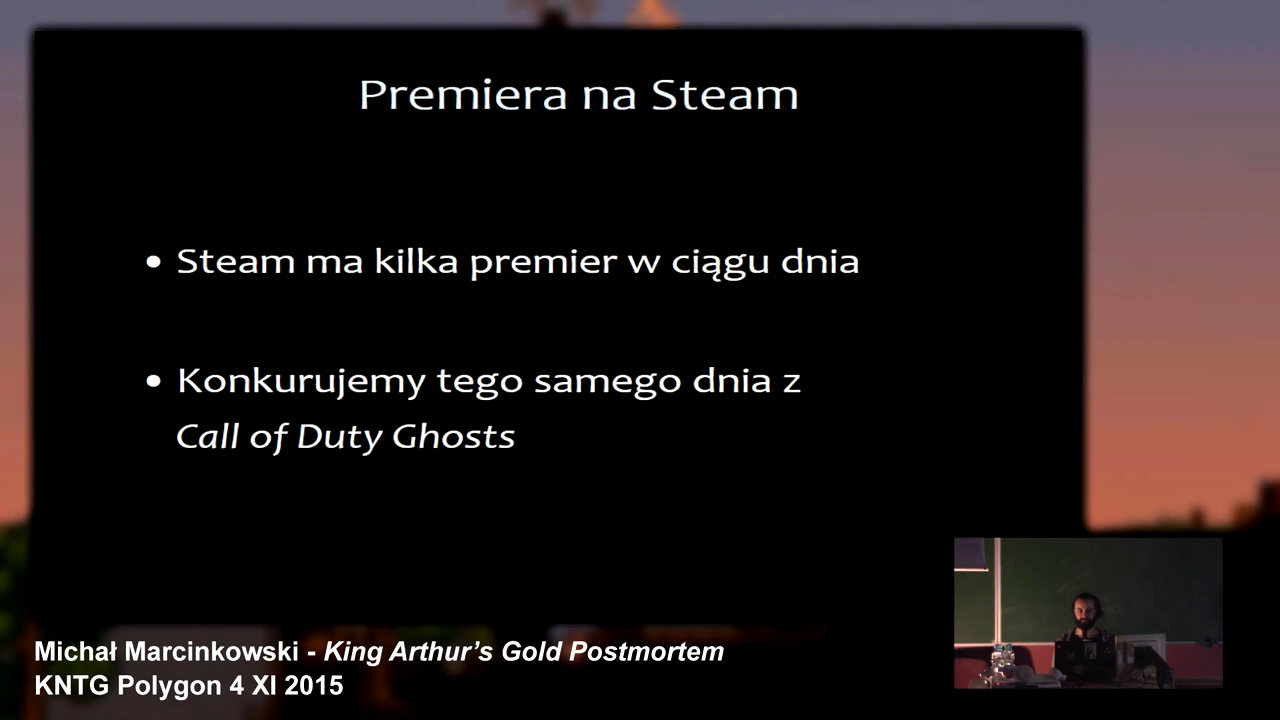 Premiera na Steam
• Steam ma kilka premier w ciągu dnia
• Konkurujemy tego samego dnia z
Call of Duty Ghosts
Michał Marcinkowski - King Arthur’s Gold Postmortem
KNTG Polygon 4 XI 2015